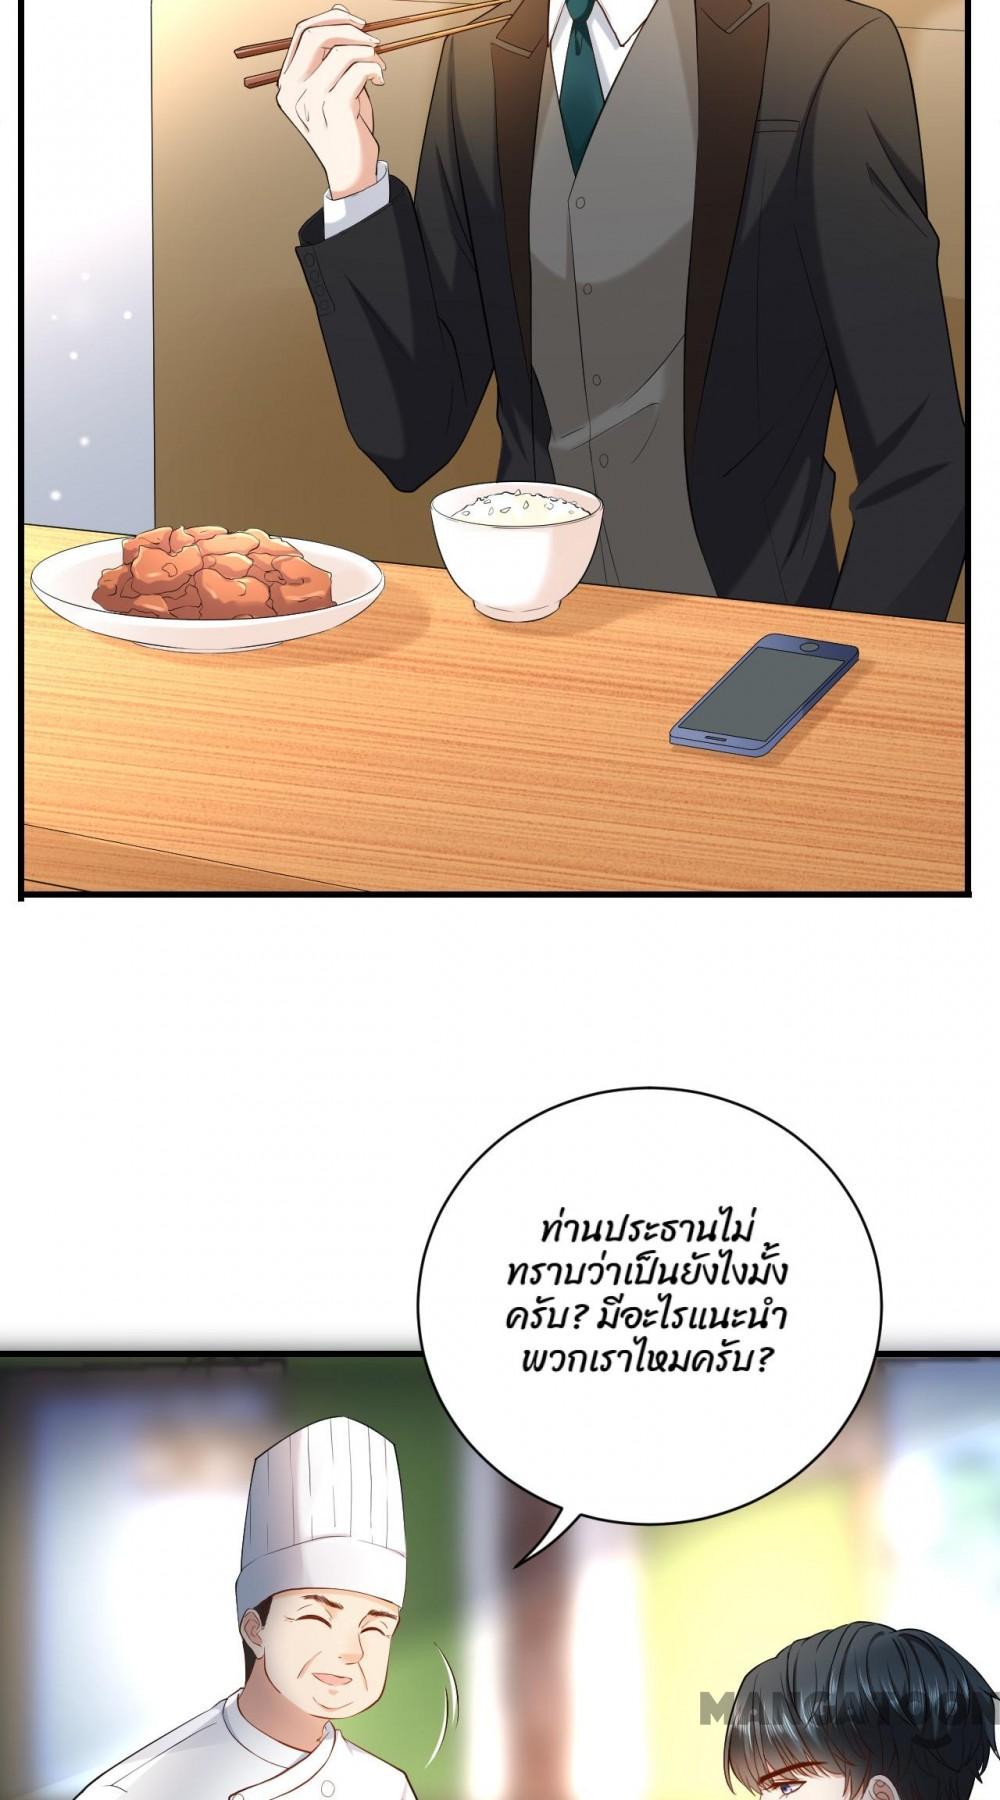 ท่านประธานไม่
ทราบว่าเป็นยังไงมั้ง
ครับ? มีอะไรแนะนำ
พวกเราไหมครับ?
MANGATOON